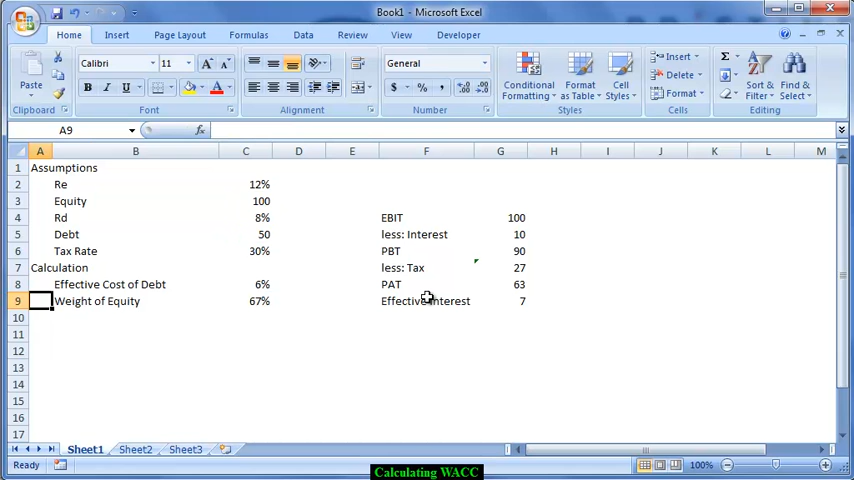 Book1 - Microsoft Excel
Home Insert Page Layout Formulas Data Review View Developer
Paste
Calibri 11
General
Conditional Formatting
Format as Table
Cell Styles
Insert
Delete
Format
Sort & Filter
Find & Select
Clipboard Font Alignment Number Styles Cells Editing
A9 fx
A B C D E F G H I J K L M
1 Assumptions
2 Re 12%
3 Equity 100
4 Rd 8% EBIT 100
5 Debt 50 less: Interest 10
6 Tax Rate 30% PBT 90
7 Calculation less: Tax 27
8 Effective Cost of Debt 6% PAT 63
9 Weight of Equity 67% Effective Interest 7
10
11
12
13
14
15
16
17
Sheet1 Sheet2 Sheet3
Ready 100%
Calculating WACC